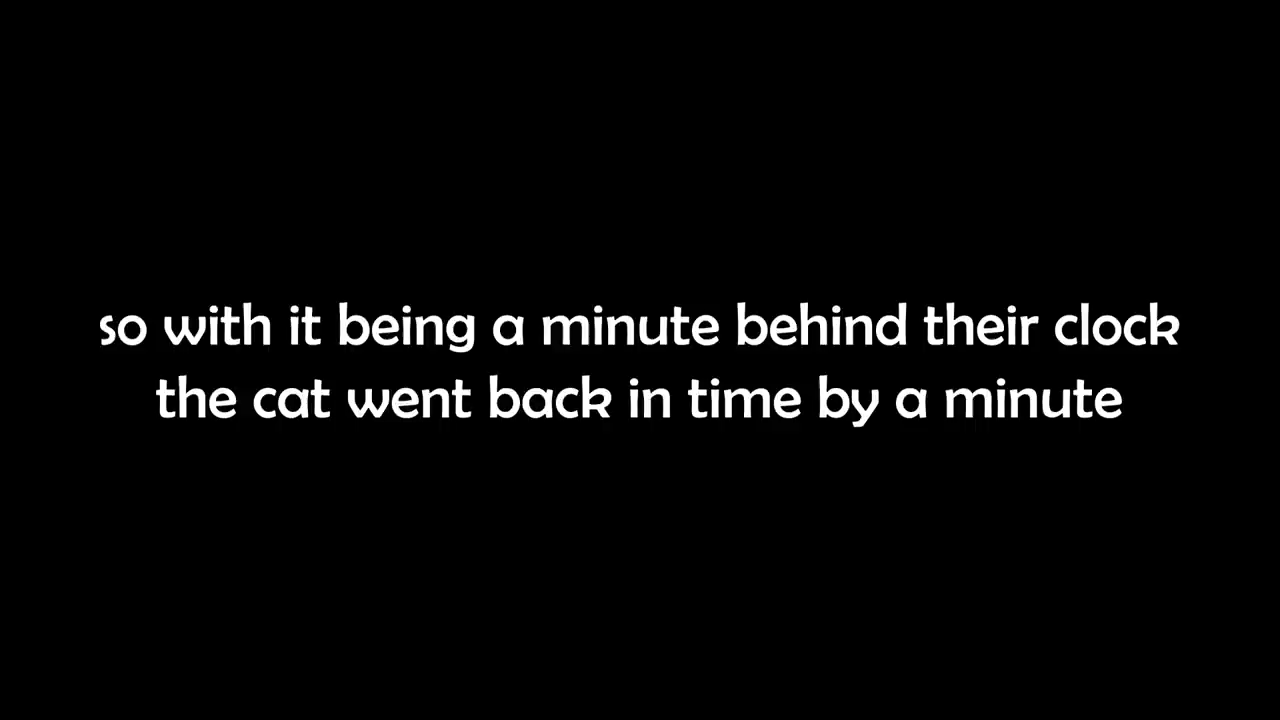 so with it being a minute behind their clock
the cat went back in time by a minute